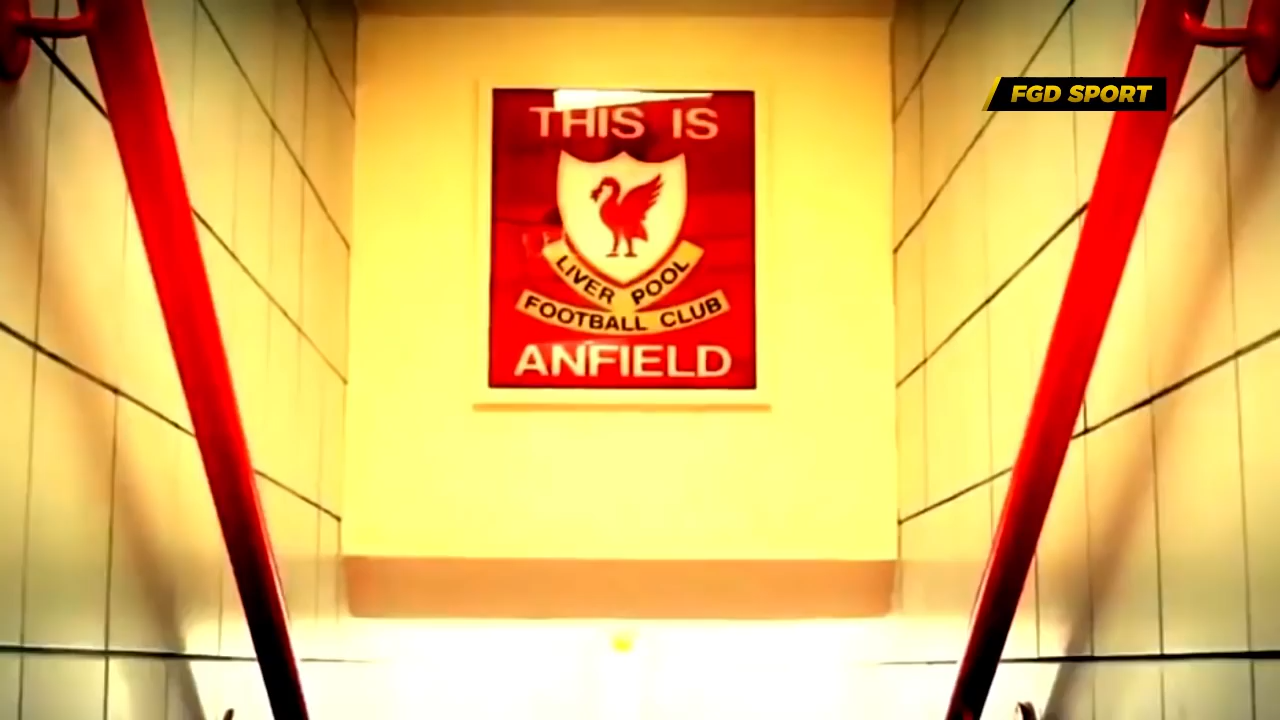 FGD SPORT
THIS IS
LIVER POOL
FOOTBALL CLUB
ANFIELD